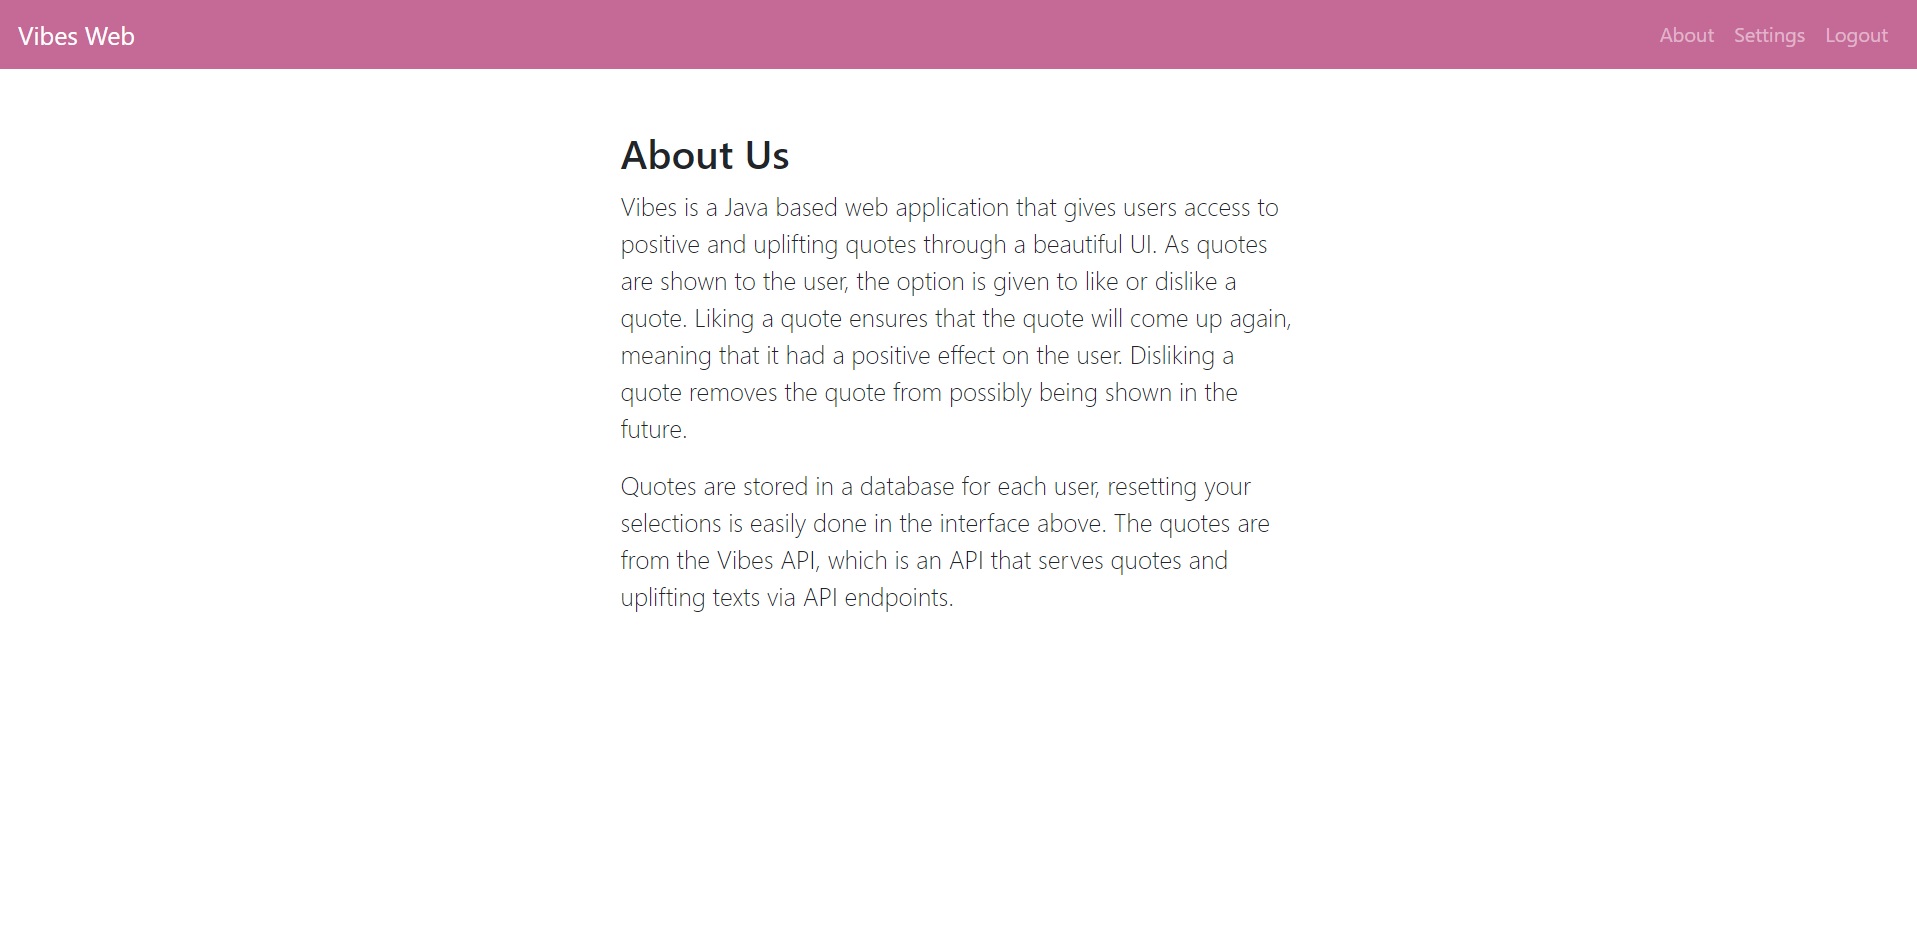 Vibes Web
About Settings Logout
About Us
Vibes is a Java based web application that gives users access to
positive and uplifting quotes through a beautiful UI. As quotes
are shown to the user, the option is given to like or dislike a
quote. Liking a quote ensures that the quote will come up again,
meaning that it had a positive effect on the user. Disliking a
quote removes the quote from possibly being shown in the
future.
Quotes are stored in a database for each user, resetting your
selections is easily done in the interface above. The quotes are
from the Vibes API, which is an API that serves quotes and
uplifting texts via API endpoints.